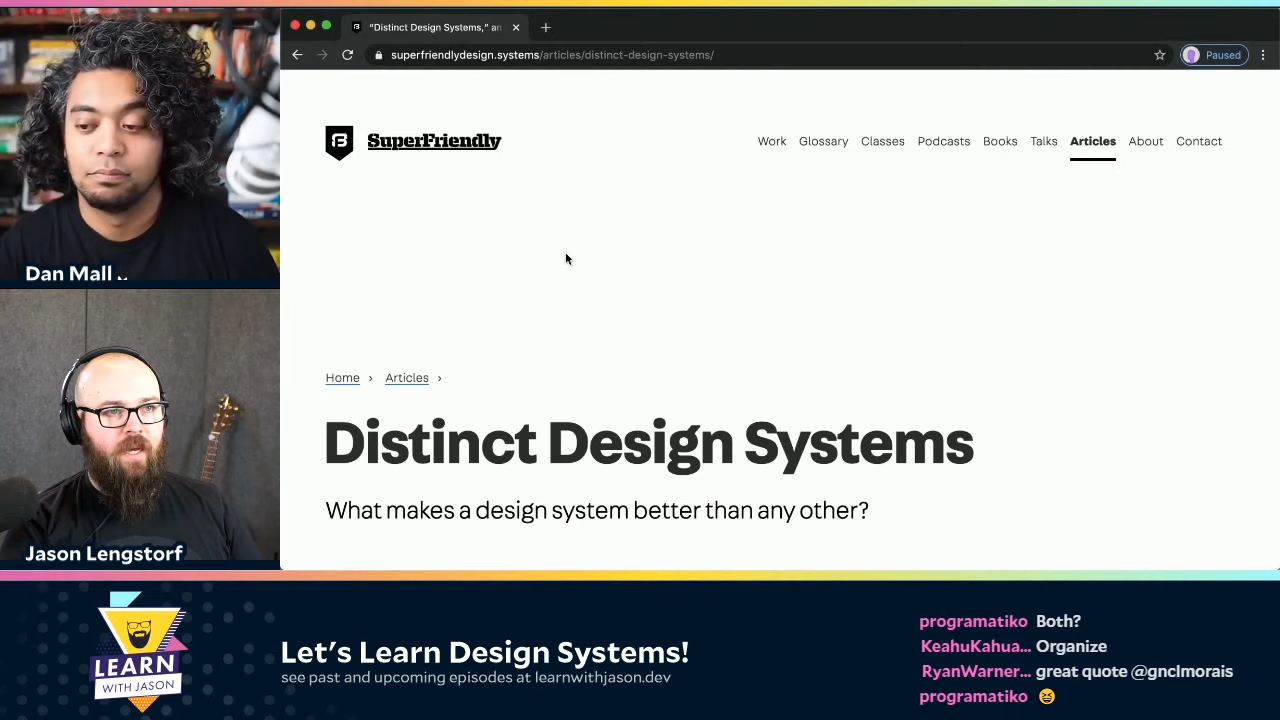 “Distinct Design Systems,” an
superfriendlydesign.systems/articles/distinct-design-systems/
Paused
SuperFriendly
Work Glossary Classes Podcasts Books Talks Articles About Contact
Home › Articles ›
Distinct Design Systems
What makes a design system better than any other?
Dan Mall
Jason Lengstorf
LEARN
WITH JASON
Let’s Learn Design Systems!
see past and upcoming episodes at learnwithjason.dev
programatiko Both?
KeahuKahua... Organize
RyanWarner... great quote @gnclmorais
programatiko 😆